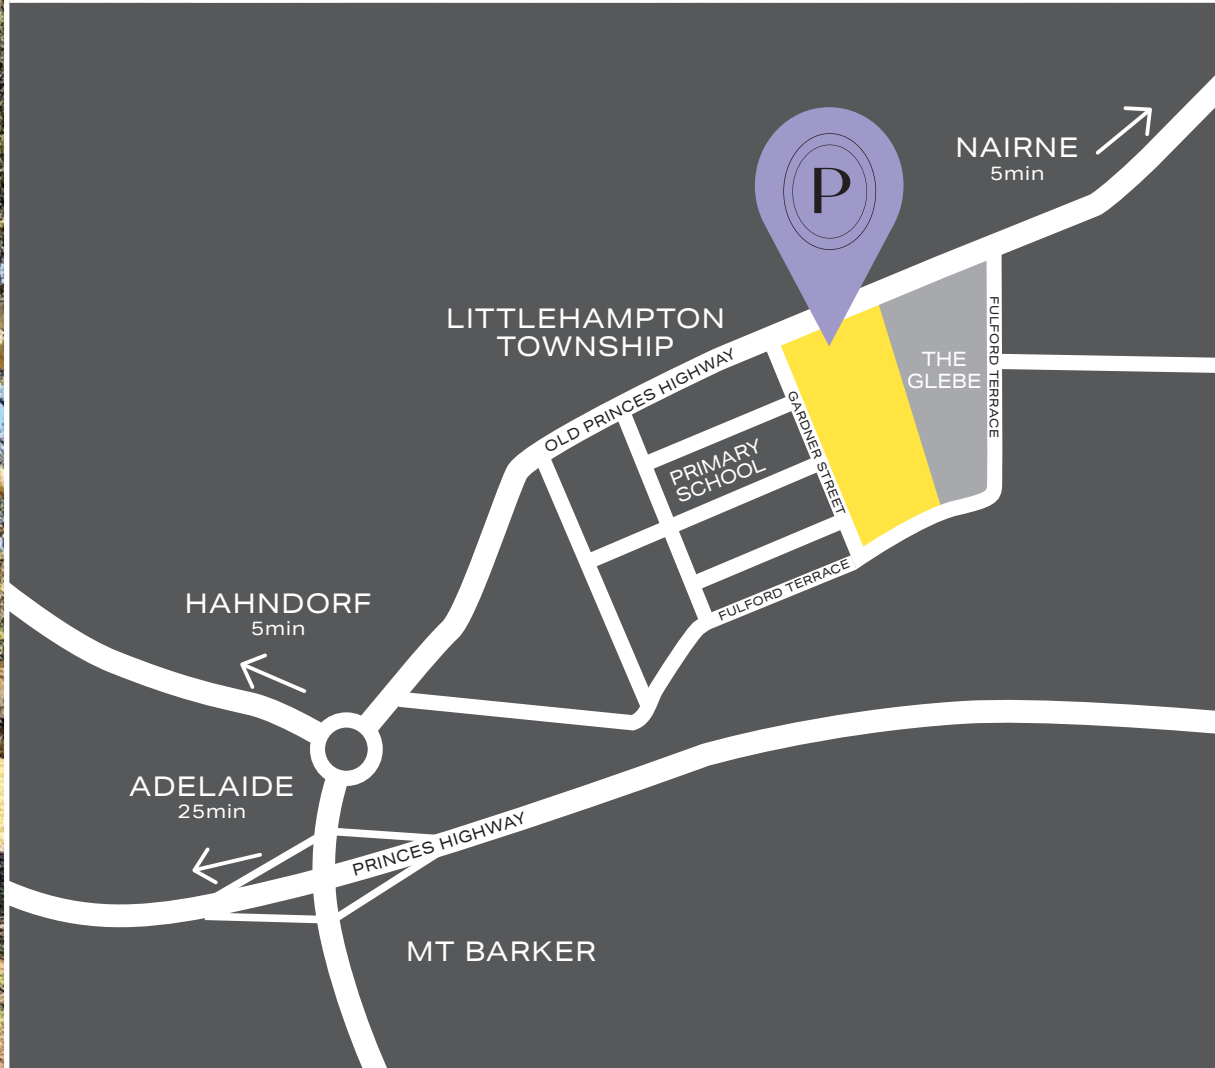 NAIRNE
5min
P
LITTLEHAMPTON
TOWNSHIP
OLD PRINCES HIGHWAY
THE
GLEBE
FULFORD TERRACE
GARDNER STREET
PRIMARY
SCHOOL
FULFORD TERRACE
HAHNDORF
5min
ADELAIDE
25min
PRINCES HIGHWAY
MT BARKER